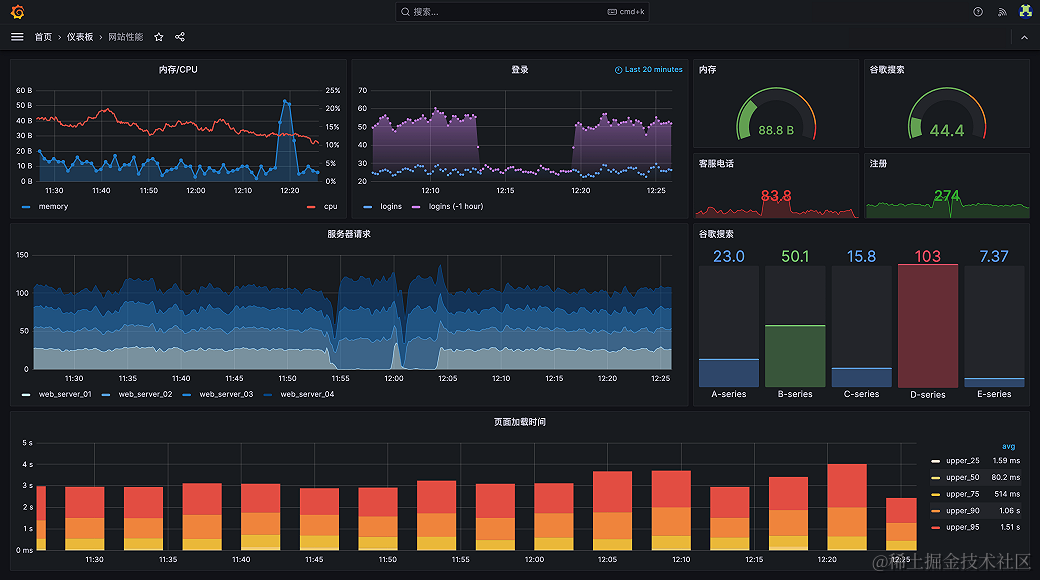 搜索... cmd+k
首页 › 仪表板 › 网站性能
内存/CPU
60 B
50 B
40 B
30 B
20 B
10 B
0 B
25%
20%
15%
10%
5%
0%
11:30 11:40 11:50 12:00 12:10 12:20
memory cpu
登录
Last 20 minutes
70
60
50
40
30
20
12:10 12:15 12:20 12:25
logins logins (-1 hour)
内存
88.8 B
谷歌搜索
44.4
客服电话
83.8
注册
274
服务器请求
150
100
50
0
11:30 11:35 11:40 11:45 11:50 11:55 12:00 12:05 12:10 12:15 12:20 12:25
web_server_01 web_server_02 web_server_03 web_server_04
谷歌搜索
23.0 50.1 15.8 103 7.37
A-series B-series C-series D-series E-series
页面加载时间
5 s
4 s
3 s
2 s
1 s
0 ms
11:30 11:35 11:40 11:45 11:50 11:55 12:00 12:05 12:10 12:15 12:20 12:25
avg
upper_25 1.59 ms
upper_50 80.2 ms
upper_75 514 ms
upper_90 1.06 s
upper_95 1.51 s
@稀土掘金技术社区